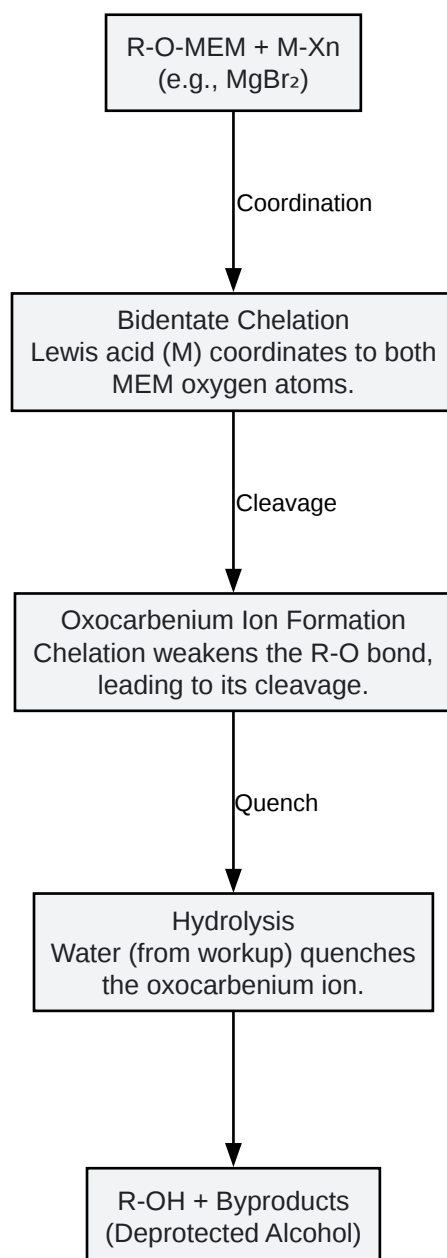 R-O-MEM + M-Xn
(e.g., MgBr₂)
Coordination
Bidentate Chelation
Lewis acid (M) coordinates to both
MEM oxygen atoms.
Cleavage
Oxocarbenium Ion Formation
Chelation weakens the R-O bond,
leading to its cleavage.
Quench
Hydrolysis
Water (from workup) quenches
the oxocarbenium ion.
R-OH + Byproducts
(Deprotected Alcohol)